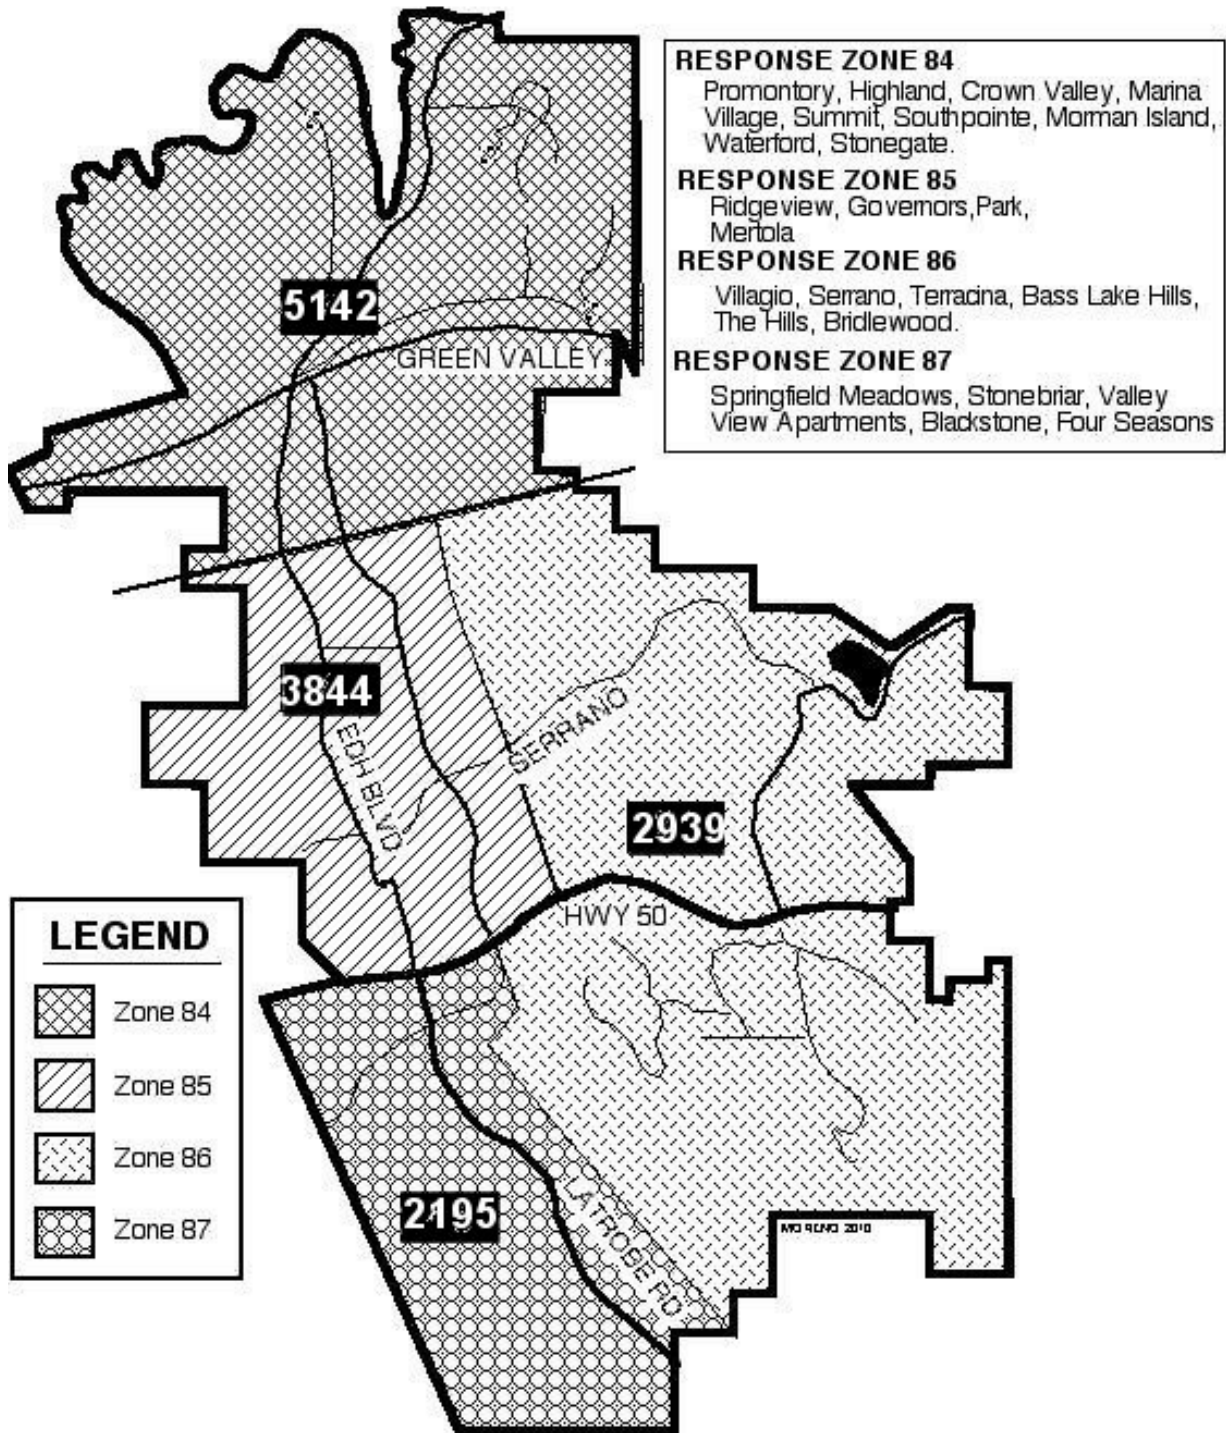 RESPONSE ZONE 84
Promontory, Highland, Crown Valley, Marina
Village, Summit, Southpointe, Morman Island,
Waterford, Stonegate.
RESPONSE ZONE 85
Ridgeview, Governors,Park,
Mertola
RESPONSE ZONE 86
Villagio, Serrano, Terracina, Bass Lake Hills,
The Hills, Bridlewood.
RESPONSE ZONE 87
Springfield Meadows, Stonebriar, Valley
View Apartments, Blackstone, Four Seasons
5142
GREEN VALLEY
3844
EDH BLVD
SERRANO
2939
HWY 50
LEGEND
Zone 84
Zone 85
Zone 86
Zone 87
2195
LATROBE RD
MORENO 2010